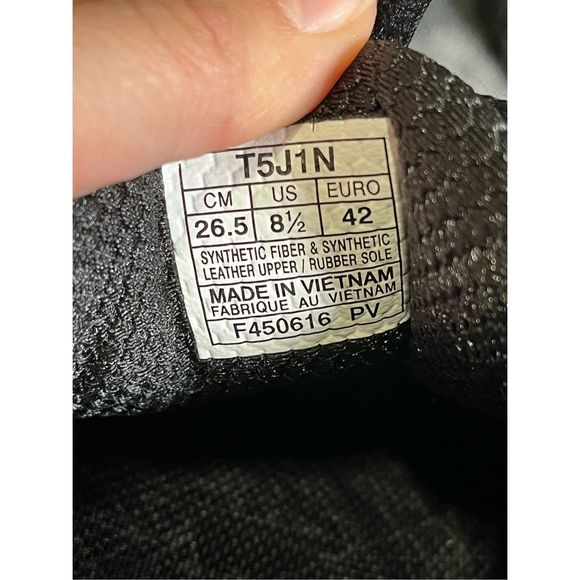 T5J1N
CM US EURO
26.5 8½ 42
SYNTHETIC FIBER & SYNTHETIC
LEATHER UPPER / RUBBER SOLE
MADE IN VIETNAM
FABRIQUE AU VIETNAM
F450616 PV